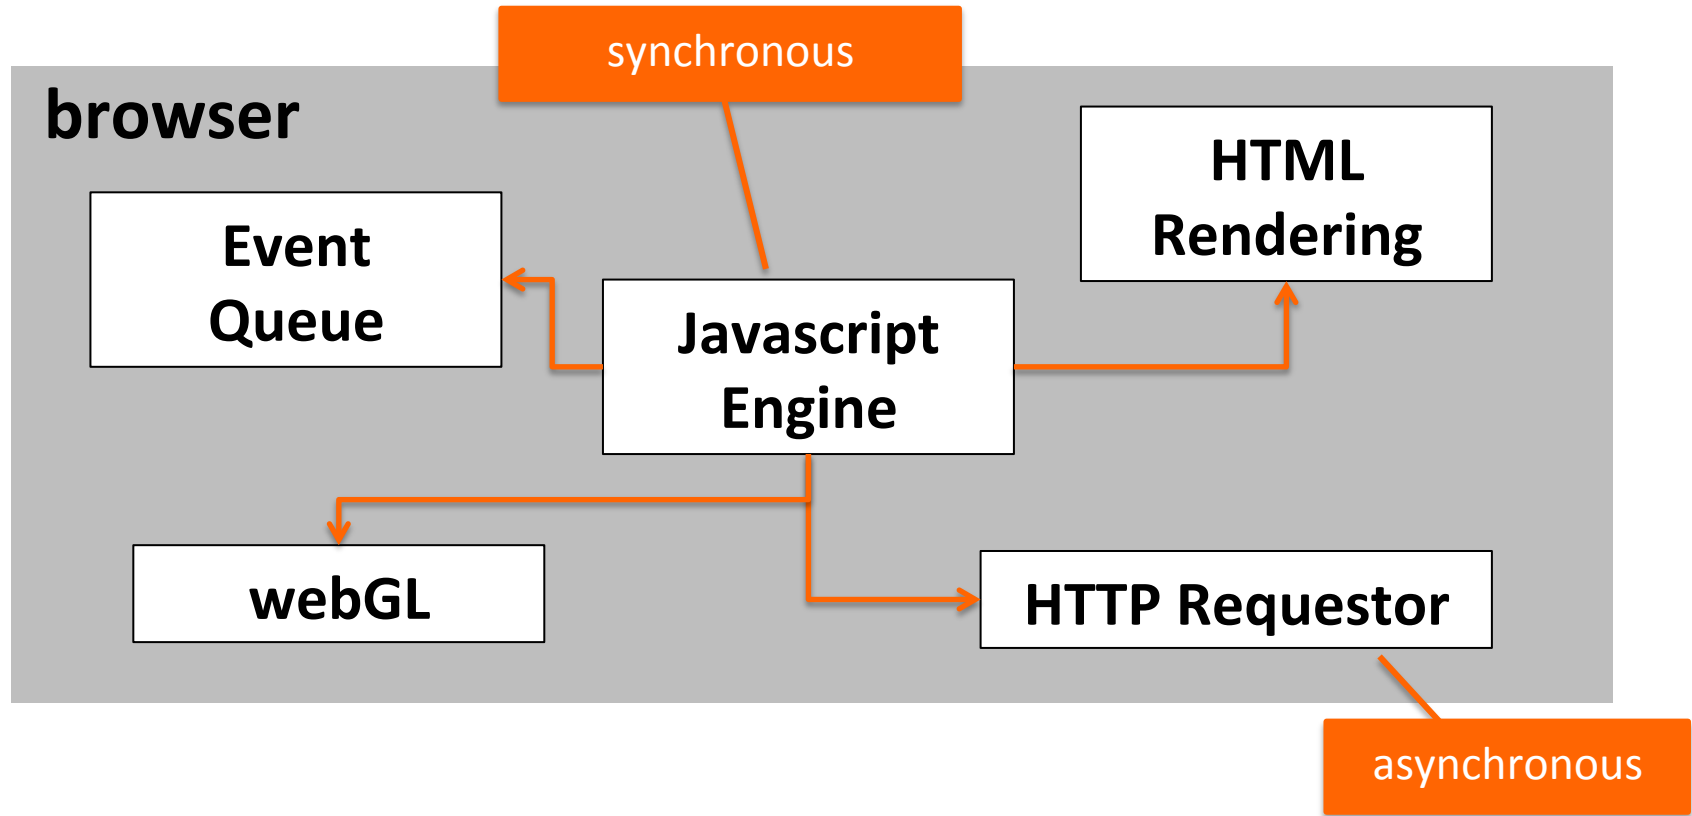 synchronous
browser
HTML
Rendering
Event
Queue
Javascript
Engine
webGL
HTTP Requestor
asynchronous